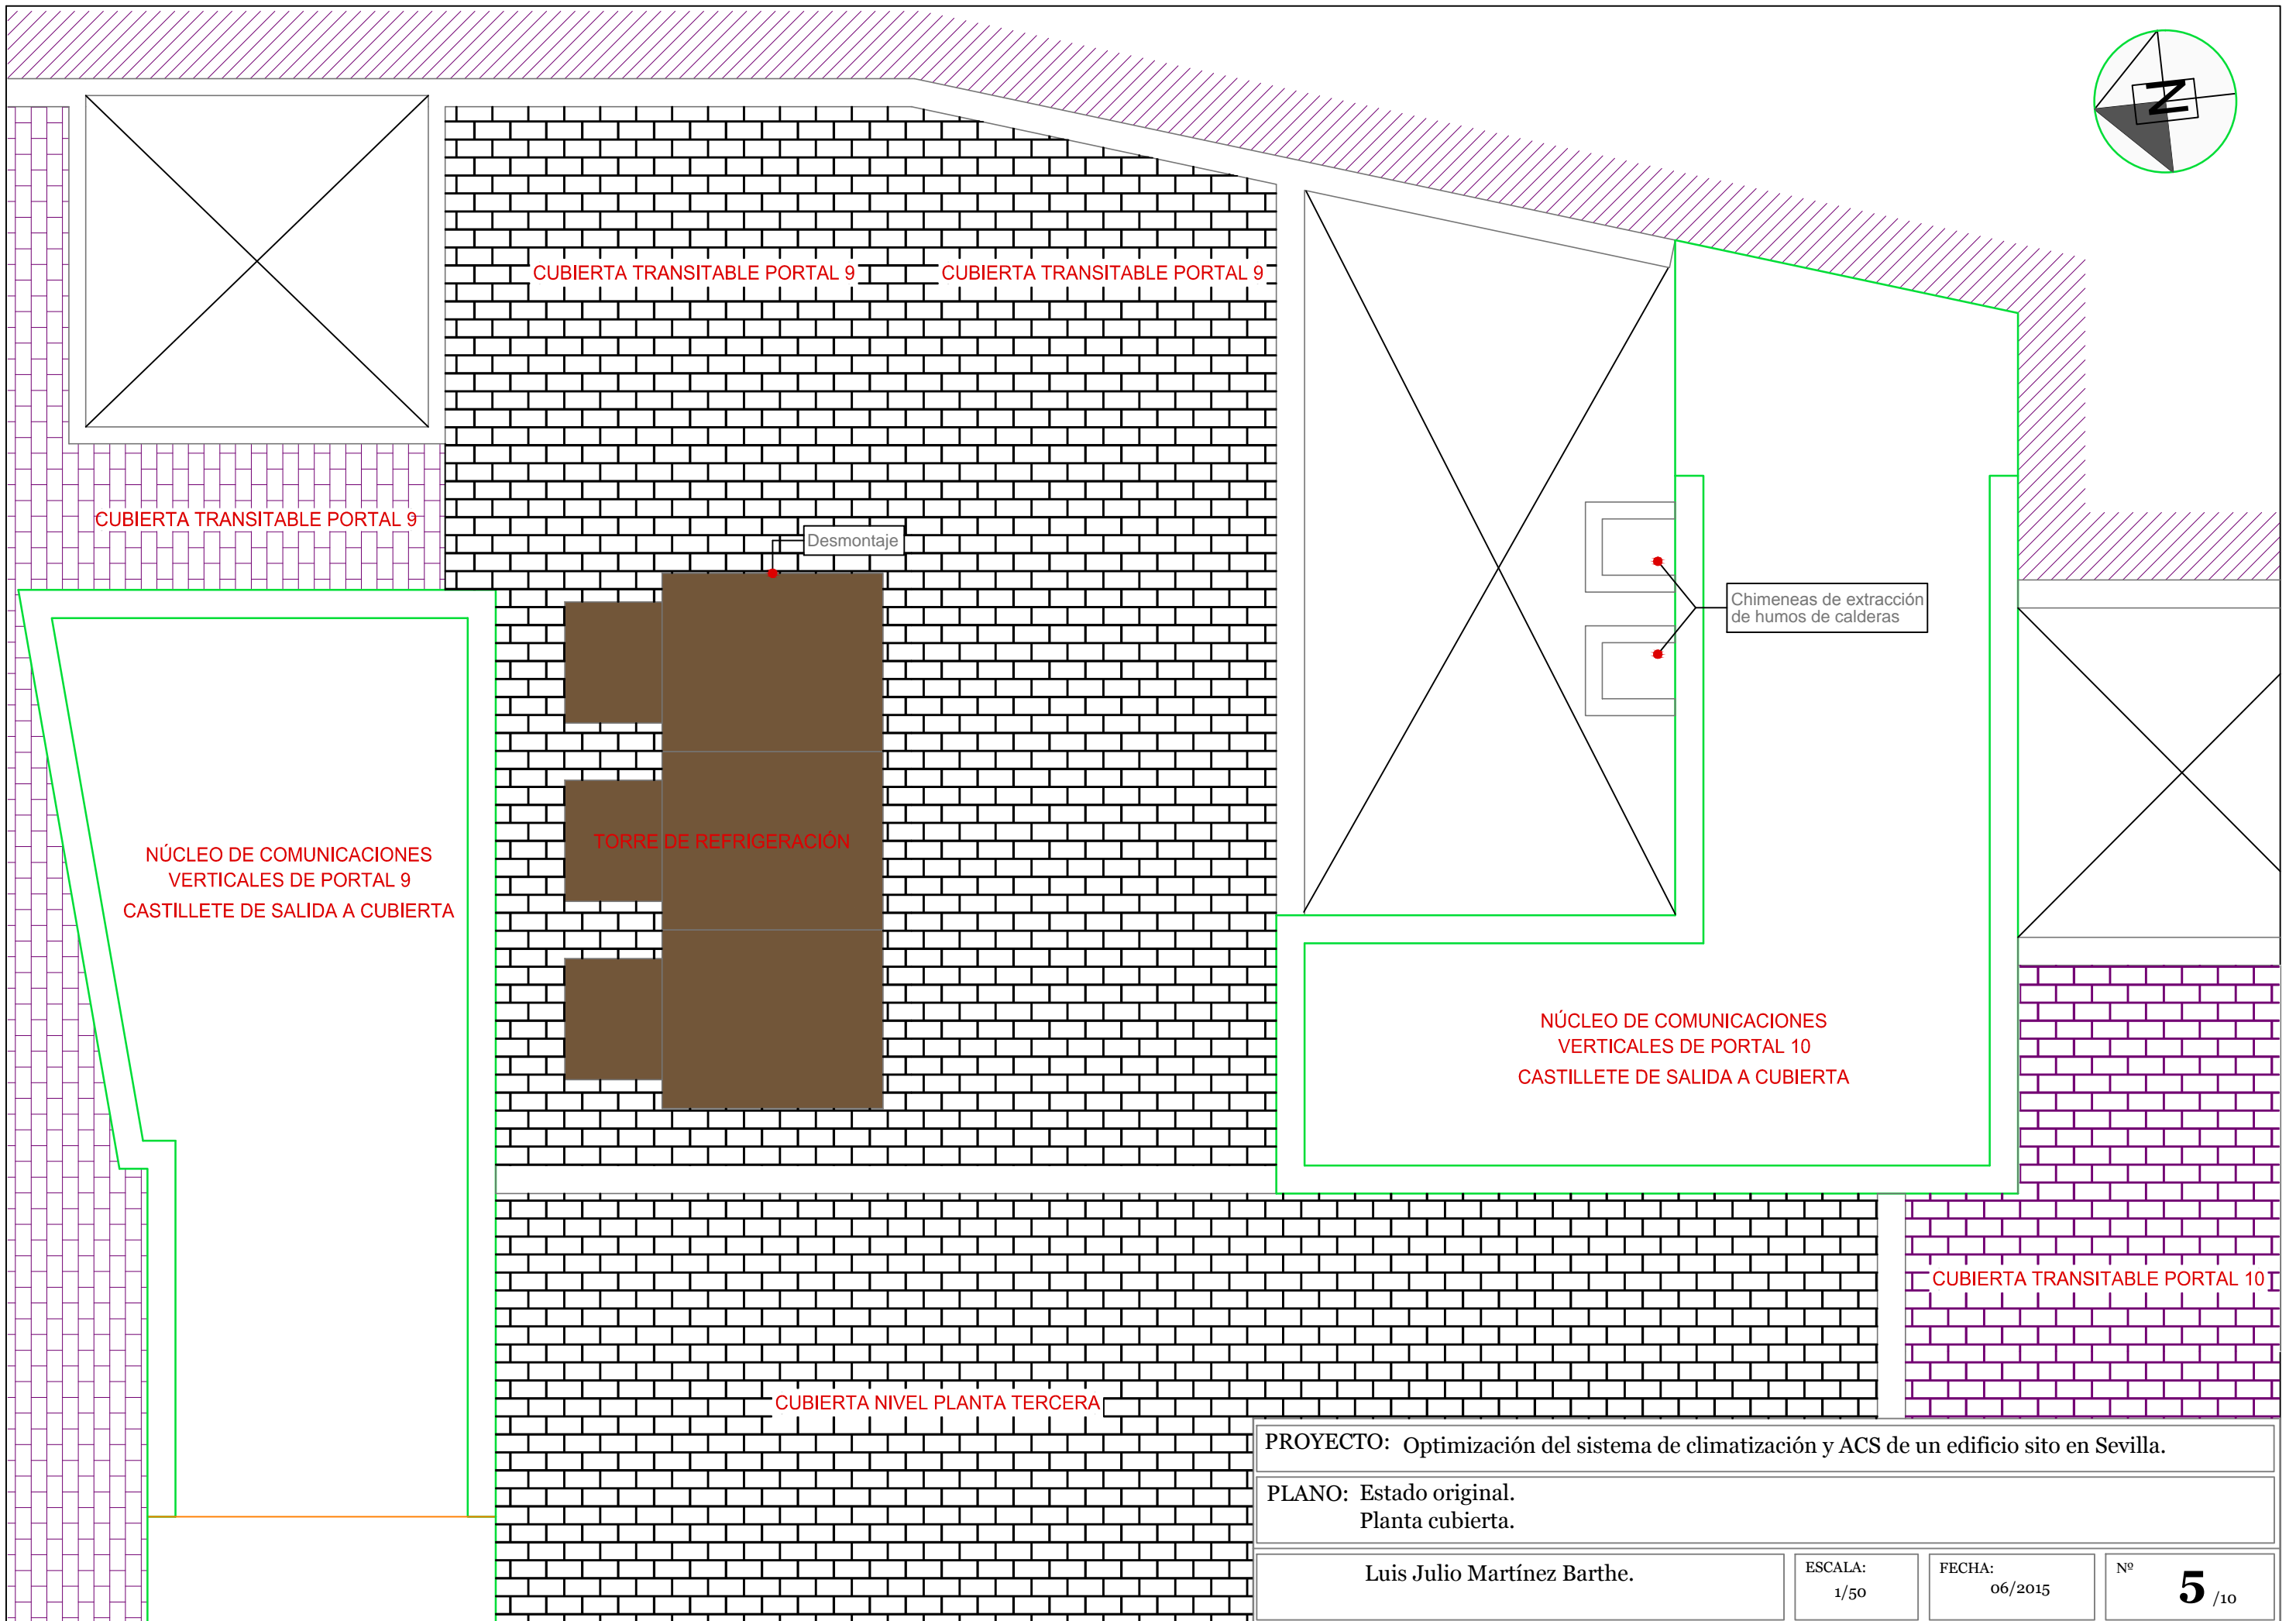 N
CUBIERTA TRANSITABLE PORTAL 9
CUBIERTA TRANSITABLE PORTAL 9
CUBIERTA TRANSITABLE PORTAL 9
Desmontaje
Chimeneas de extracción
de humos de calderas
TORRE DE REFRIGERACIÓN
NÚCLEO DE COMUNICACIONES
VERTICALES DE PORTAL 9
CASTILLETE DE SALIDA A CUBIERTA
NÚCLEO DE COMUNICACIONES
VERTICALES DE PORTAL 10
CASTILLETE DE SALIDA A CUBIERTA
CUBIERTA TRANSITABLE PORTAL 10
CUBIERTA NIVEL PLANTA TERCERA
PROYECTO: Optimización del sistema de climatización y ACS de un edificio sito en Sevilla.
PLANO: Estado original.
Planta cubierta.
Luis Julio Martínez Barthe.
ESCALA:
1/50
FECHA:
06/2015
Nº
5 /10